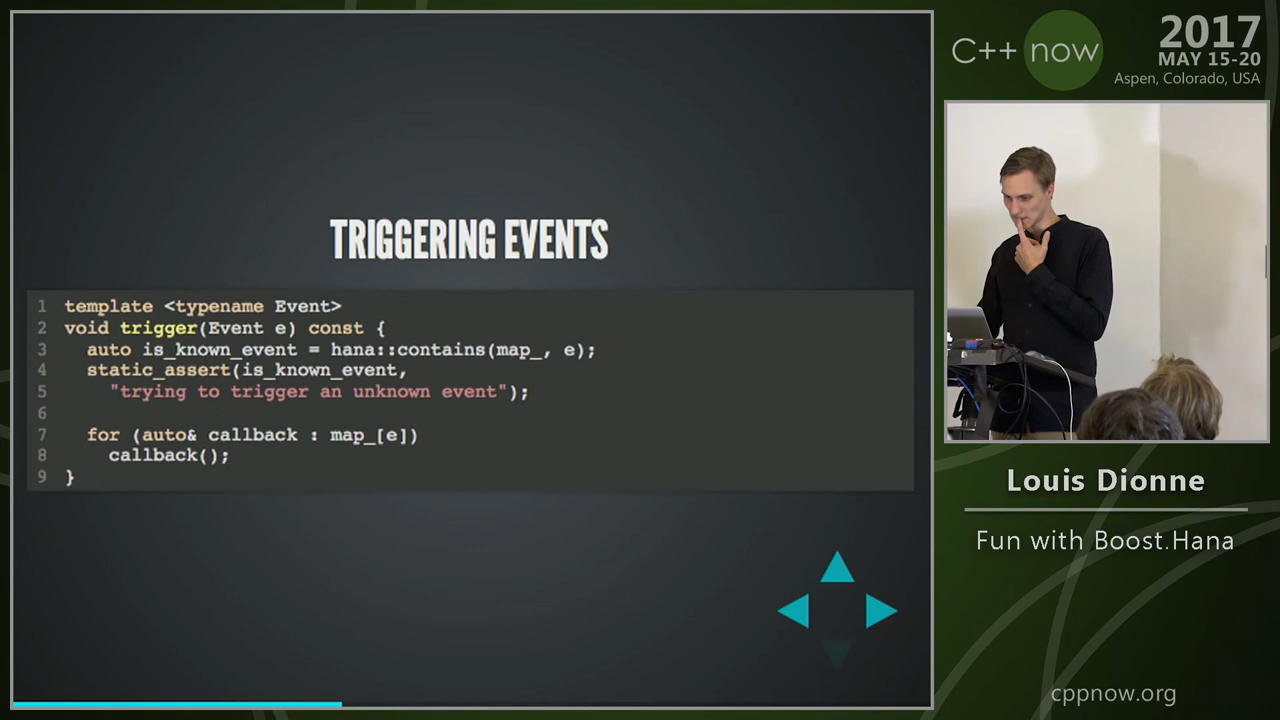 TRIGGERING EVENTS
1 template <typename Event>
2 void trigger(Event e) const {
3   auto is_known_event = hana::contains(map_, e);
4   static_assert(is_known_event,
5     "trying to trigger an unknown event");
6
7   for (auto& callback : map_[e])
8     callback();
9 }
C++ now
2017
MAY 15-20
Aspen, Colorado, USA
Louis Dionne
Fun with Boost.Hana
cppnow.org